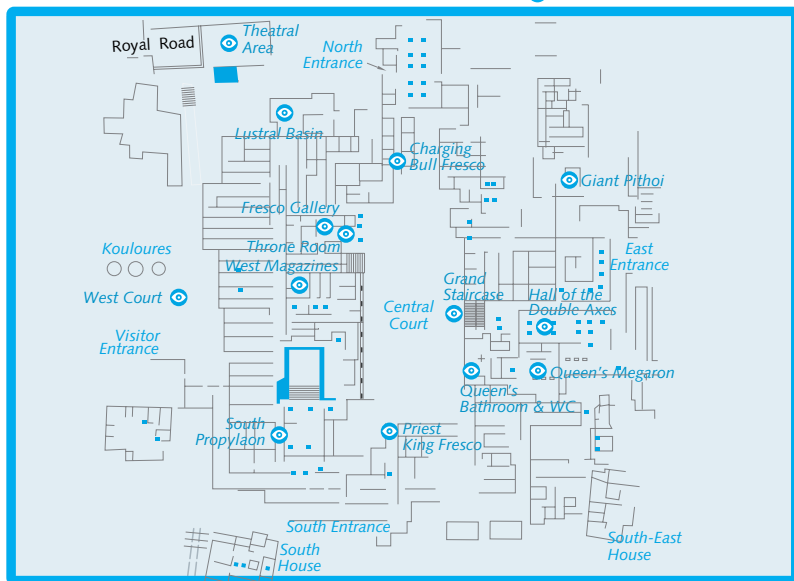 Royal Road
Theatral
Area
North
Entrance
Lustral Basin
Charging
Bull Fresco
Giant Pithoi
Fresco Gallery
Throne Room
West Magazines
Kouloures
West Court
East
Entrance
Grand
Staircase
Hall of the
Double Axes
Central
Court
Visitor
Entrance
Queen's Megaron
Queen's
Bathroom & WC
South
Propylaon
Priest
King Fresco
South Entrance
South
House
South-East
House